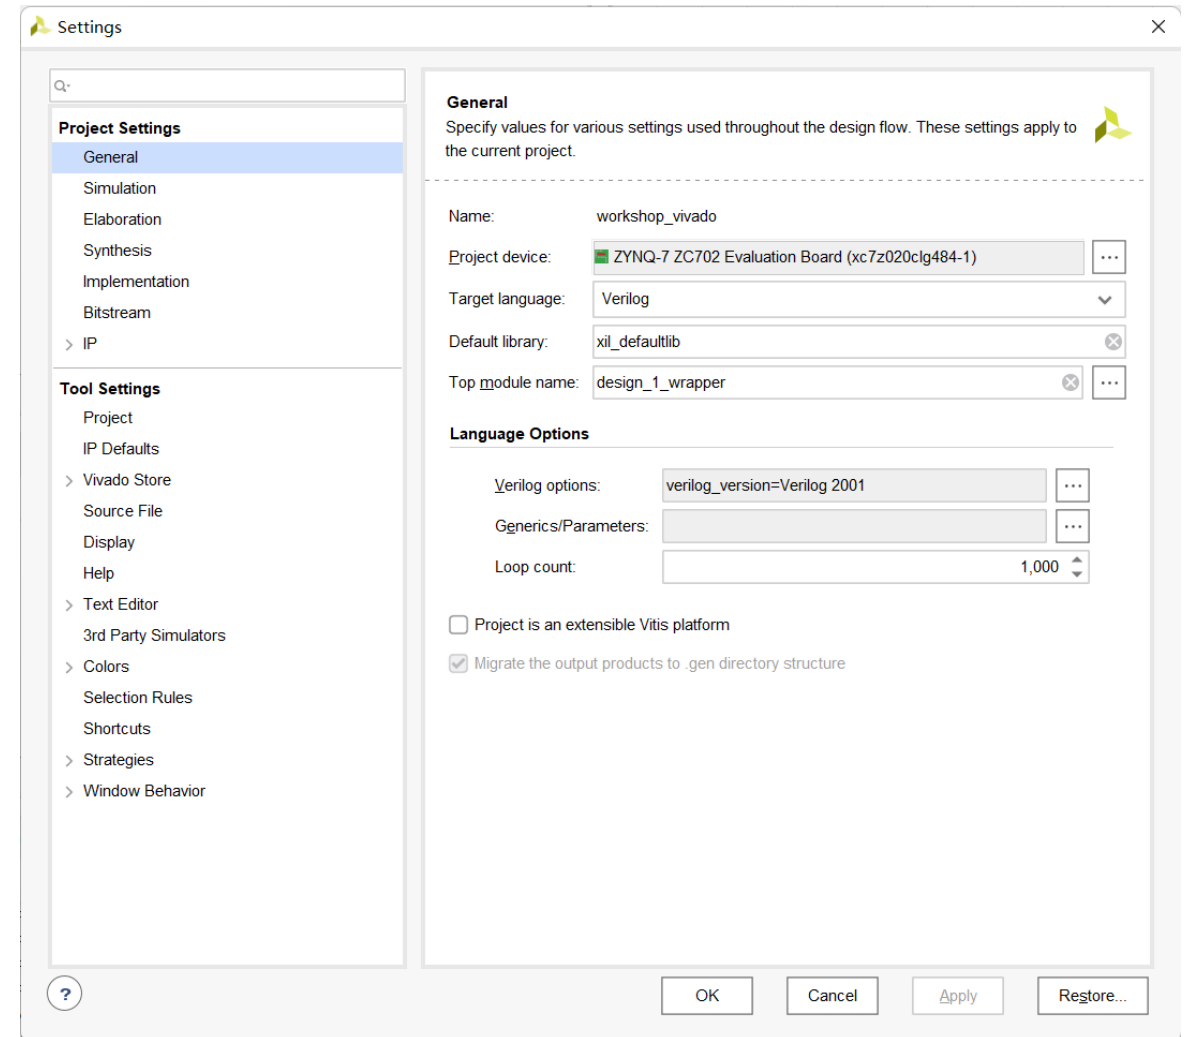 Settings
Project Settings
General
Simulation
Elaboration
Synthesis
Implementation
Bitstream
IP
Tool Settings
Project
IP Defaults
Vivado Store
Source File
Display
Help
Text Editor
3rd Party Simulators
Colors
Selection Rules
Shortcuts
Strategies
Window Behavior
General
Specify values for various settings used throughout the design flow. These settings apply to
the current project.
Name: workshop_vivado
Project device: ZYNQ-7 ZC702 Evaluation Board (xc7z020clg484-1) ...
Target language: Verilog
Default library: xil_defaultlib
Top module name: design_1_wrapper ...
Language Options
Verilog options: verilog_version=Verilog 2001 ...
Generics/Parameters: ...
Loop count: 1,000
Project is an extensible Vitis platform
Migrate the output products to .gen directory structure
? OK Cancel Apply Restore...